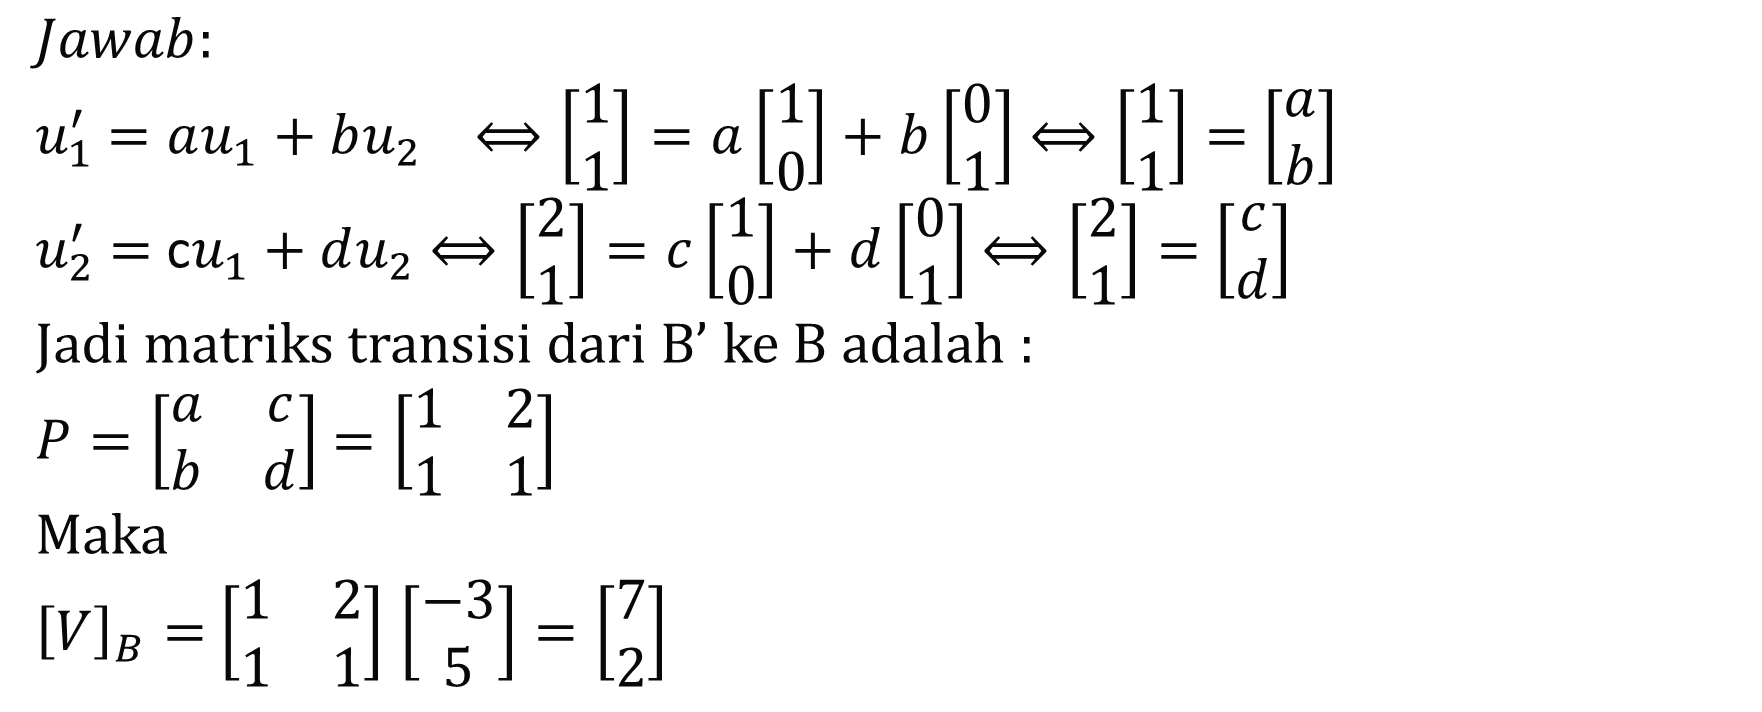 Jawab:
u₁′ = au₁ + bu₂ ⟺ [1; 1] = a [1; 0] + b [0; 1] ⟺ [1; 1] = [a; b]
u₂′ = cu₁ + du₂ ⟺ [2; 1] = c [1; 0] + d [0; 1] ⟺ [2; 1] = [c; d]
Jadi matriks transisi dari B’ ke B adalah :
P = [a c; b d] = [1 2; 1 1]
Maka
[V]_B = [1 2; 1 1] [−3; 5] = [7; 2]